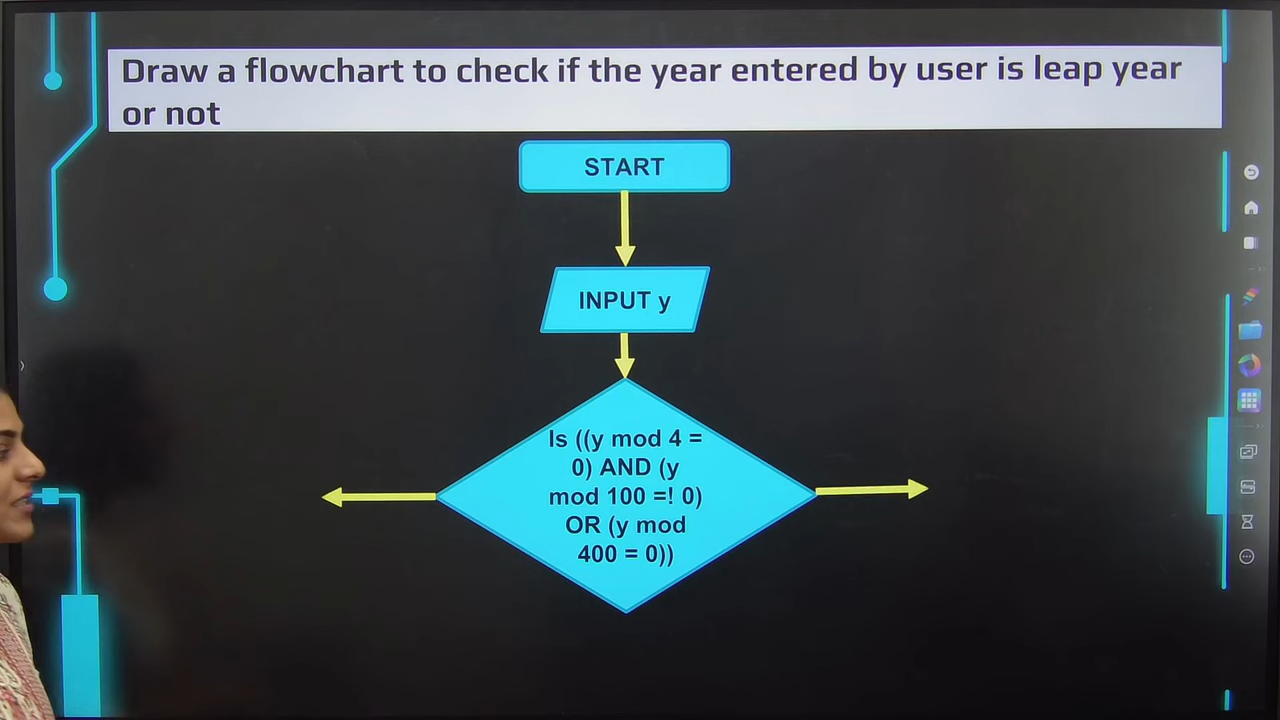 Draw a flowchart to check if the year entered by user is leap year
or not
START
INPUT y
Is ((y mod 4 =
0) AND (y
mod 100 =! 0)
OR (y mod
400 = 0))